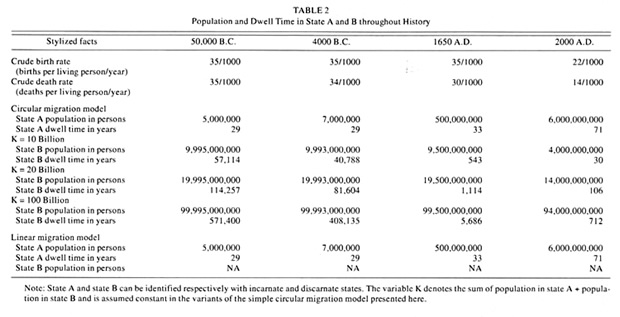 TABLE 2
Population and Dwell Time in State A and B throughout History
Stylized facts 50,000 B.C. 4000 B.C. 1650 A.D. 2000 A.D.
Crude birth rate 35/1000 35/1000 35/1000 22/1000
(births per living person/year)
Crude death rate 35/1000 34/1000 30/1000 14/1000
(deaths per living person/year)
Circular migration model
State A population in persons 5,000,000 7,000,000 500,000,000 6,000,000,000
State A dwell time in years 29 29 33 71
K = 10 Billion
State B population in persons 9,995,000,000 9,993,000,000 9,500,000,000 4,000,000,000
State B dwell time in years 57,114 40,788 543 30
K = 20 Billion
State B population in persons 19,995,000,000 19,993,000,000 19,500,000,000 14,000,000,000
State B dwell time in years 114,257 81,604 1,114 106
K = 100 Billion
State B population in persons 99,995,000,000 99,993,000,000 99,500,000,000 94,000,000,000
State B dwell time in years 571,400 408,135 5,686 712
Linear migration model
State A population in persons 5,000,000 7,000,000 500,000,000 6,000,000,000
State A dwell time in years 29 29 33 71
State B population in persons NA NA NA NA
Note: State A and state B can be identified respectively with incarnate and discarnate states. The variable K denotes the sum of population in state A + popula-
tion in state B and is assumed constant in the variants of the simple circular migration model presented here.